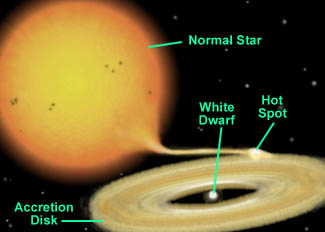 Normal Star
White
Dwarf
Hot
Spot
Accretion
Disk